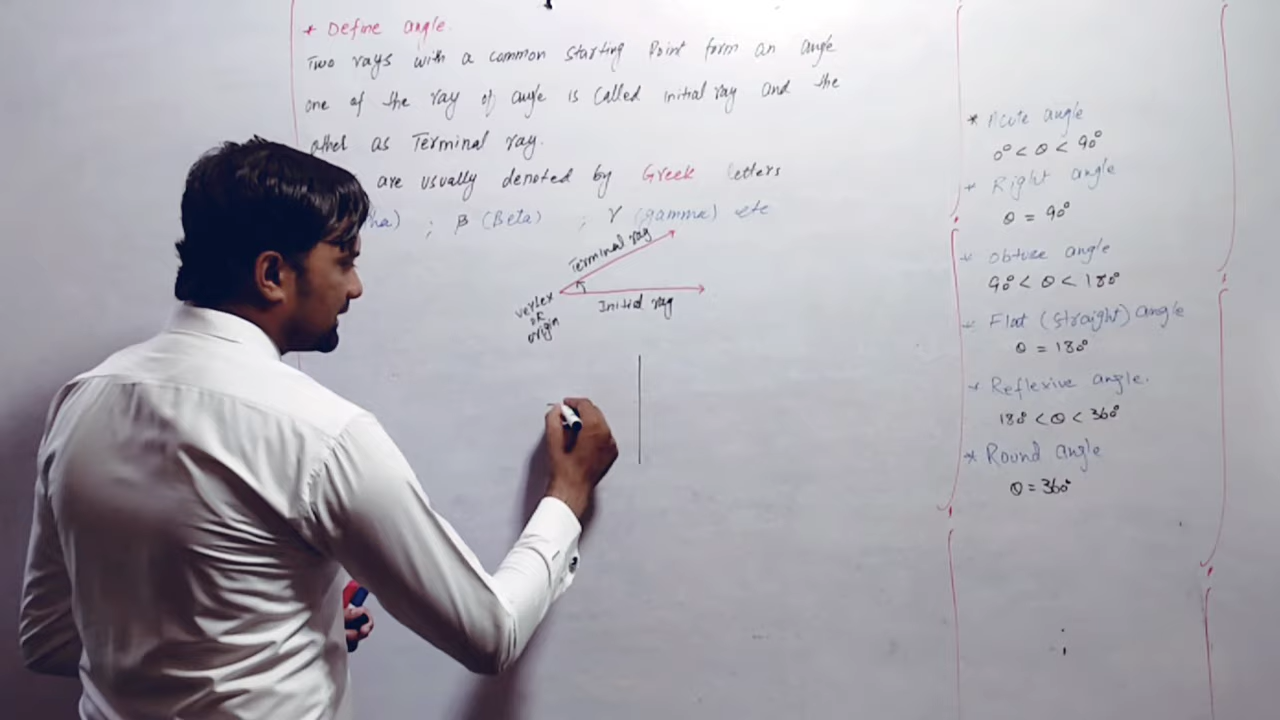 * Define angle.
Two rays with a common starting Point form an angle
one of the ray of angle is called initial ray and the
other as Terminal ray.
are usually denoted by Greek letters
; β (Beta) ; γ (gamma) etc
Terminal ray
Initial ray
vertex
OR
origin
* Acute angle
0° < θ < 90°
* Right angle
θ = 90°
* Obtuse angle
90° < θ < 180°
* Flat (straight) angle
θ = 180°
* Reflexive angle.
180° < θ < 360°
* Round angle
θ = 360°